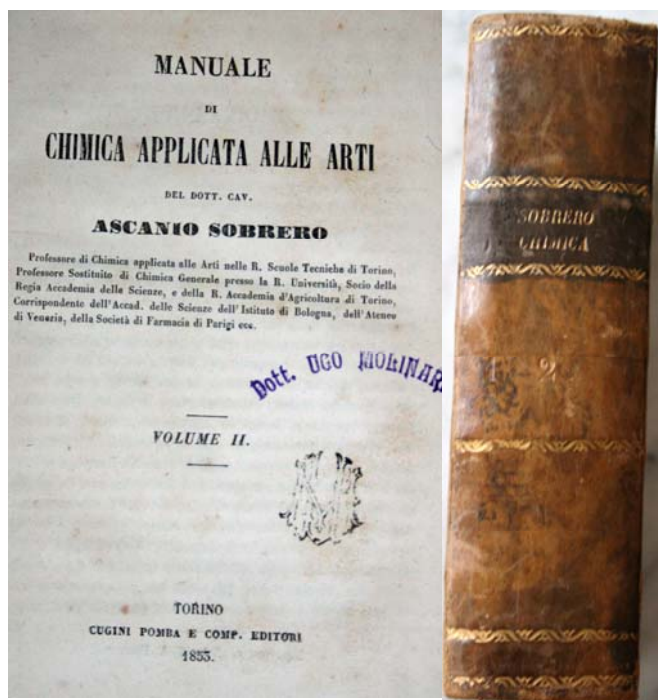 MANUALE
DI
CHIMICA APPLICATA ALLE ARTI
DEL DOTT. CAV.
ASCANIO SOBRERO
Professore di Chimica applicata alle Arti nelle R. Scuole Tecniche di Torino,
Professore Sostituito di Chimica Generale presso la R. Università, Socio della
Regia Accademia delle Scienze, e della R. Accademia d'Agricoltura di Torino,
Corrispondente dell'Accad. delle Scienze dell'Istituto di Bologna, dell'Ateneo
di Venezia, della Società di Farmacia di Parigi ecc.
Dott. UGO MOLINAR
VOLUME II.
TORINO
CUGINI POMBA E COMP. EDITORI
1853.
SOBRERO
CHIMICA
2